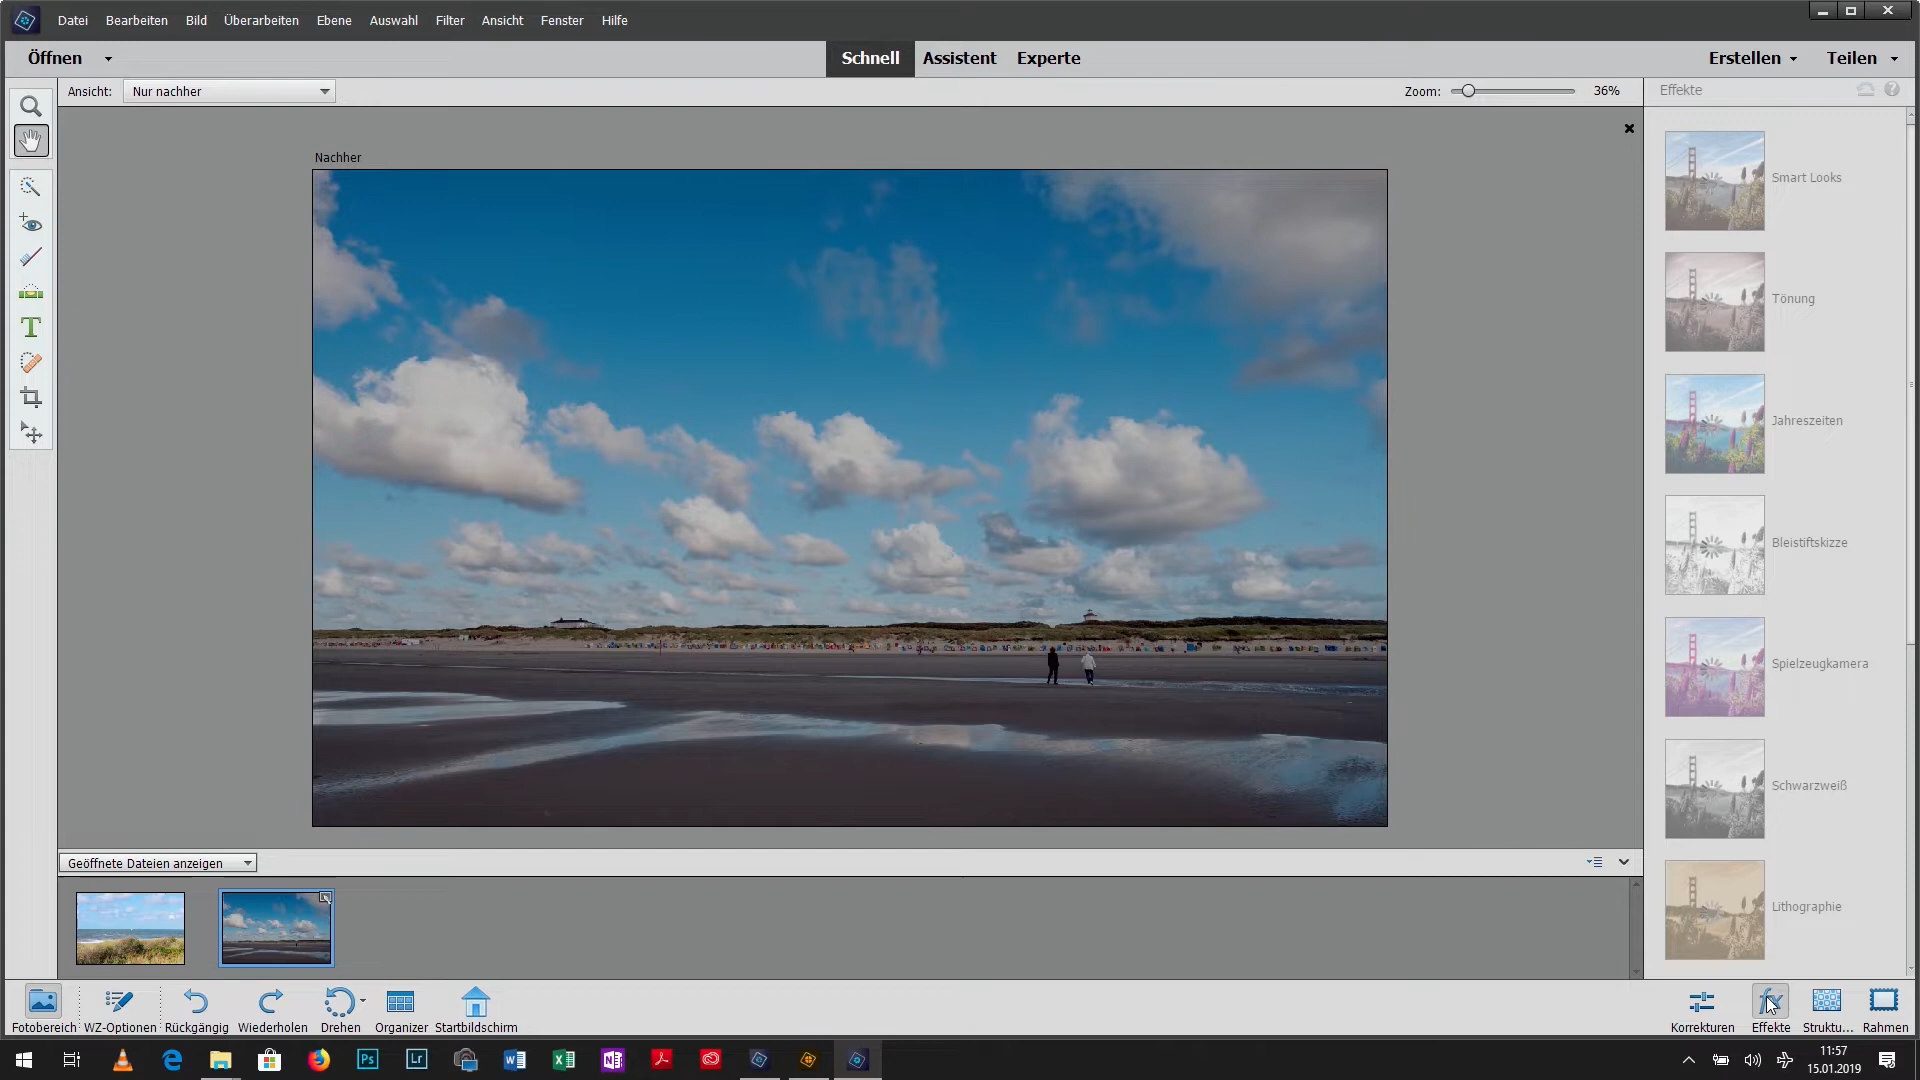 Datei Bearbeiten Bild Überarbeiten Ebene Auswahl Filter Ansicht Fenster Hilfe
Öffnen Schnell Assistent Experte Erstellen Teilen
Ansicht: Nur nachher Zoom: 36% Effekte
Nachher
Smart Looks
Tönung
Jahreszeiten
Bleistiftskizze
Spielzeugkamera
Schwarzweiß
Lithographie
Geöffnete Dateien anzeigen
Fotobereich WZ-Optionen Rückgängig Wiederholen Drehen Organizer Startbildschirm Korrekturen Effekte Struktu... Rahmen
11:57
15.01.2019